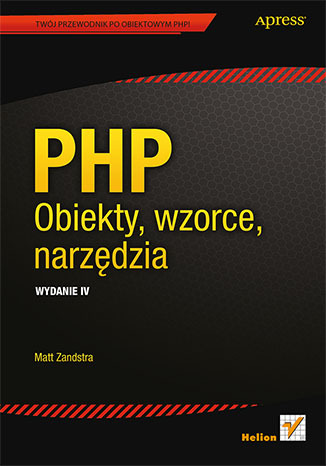 TWÓJ PRZEWODNIK PO OBIEKTOWYM PHP!
Apress®
PHP
Obiekty, wzorce,
narzędzia
WYDANIE IV
Matt Zandstra
Helion